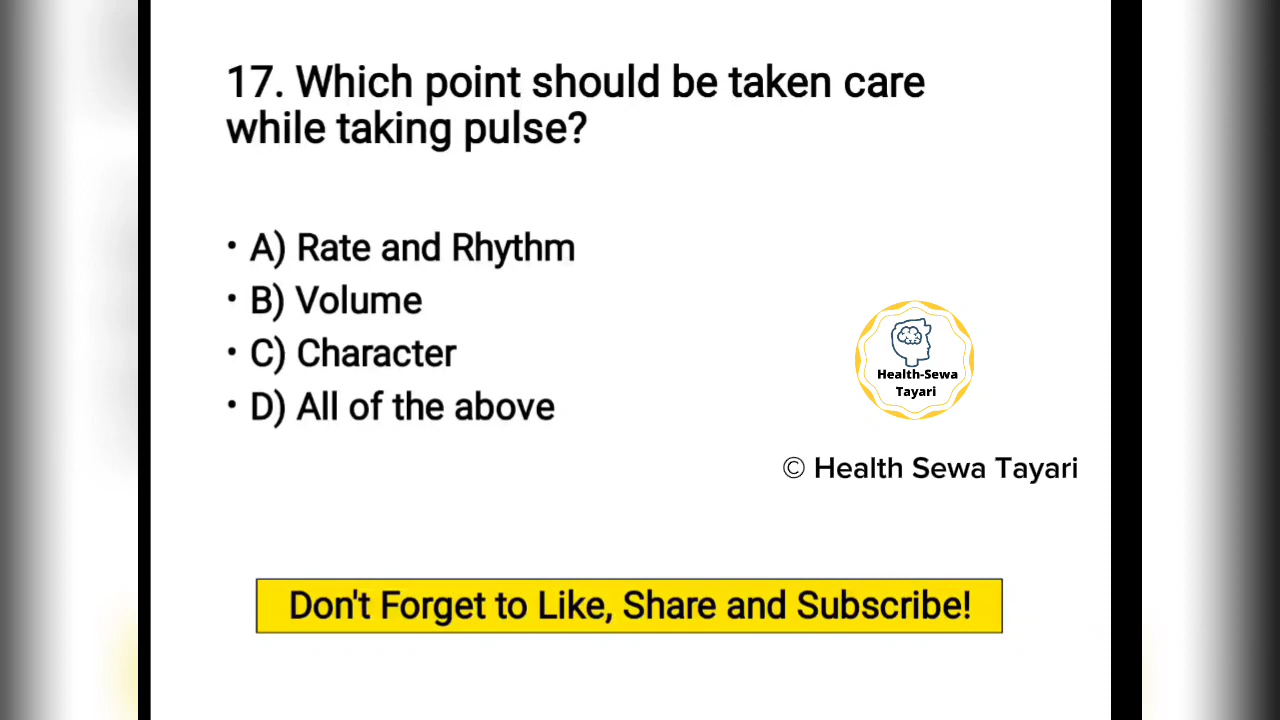 17. Which point should be taken care
while taking pulse?
• A) Rate and Rhythm
• B) Volume
• C) Character
• D) All of the above
Health-Sewa
Tayari
© Health Sewa Tayari
Don't Forget to Like, Share and Subscribe!